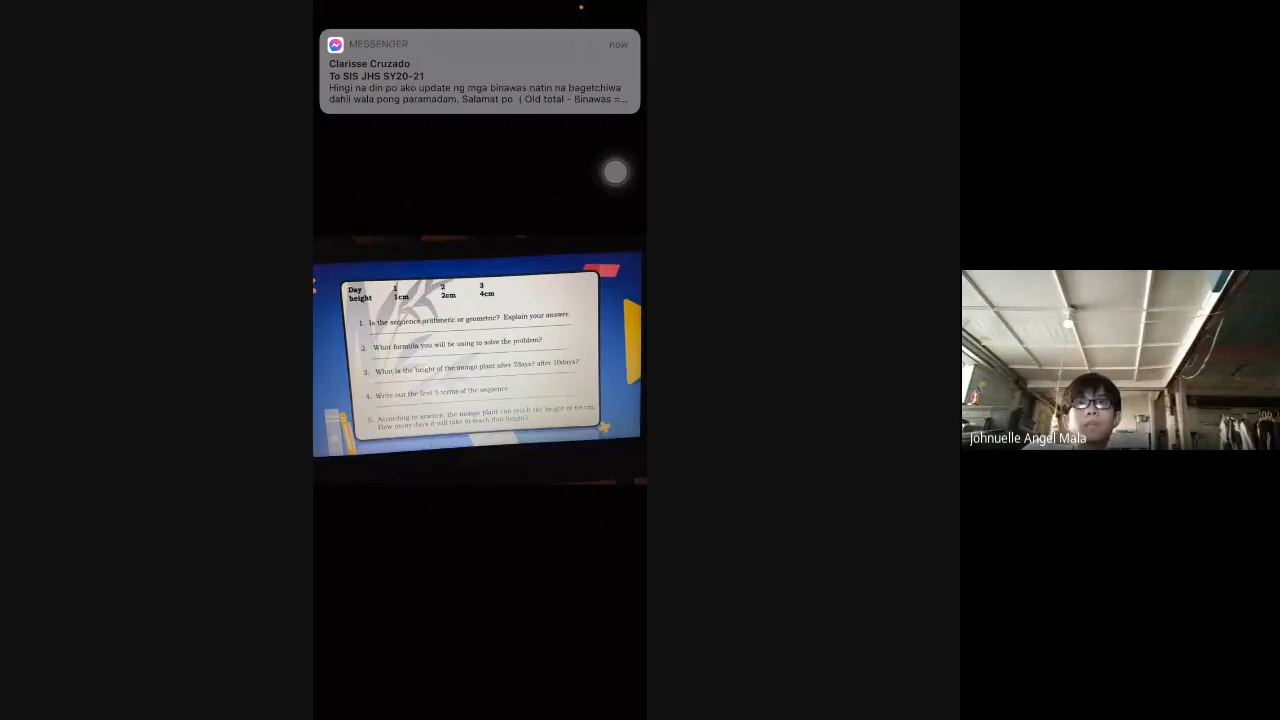 MESSENGER now
Clarisse Cruzado
To SIS JHS SY20-21
Hingi na din po ako update ng mga binawas natin na bagetchiwa
dahil wala pong paramadam. Salamat po ( Old total - Binawas =...
Day 1 2 3
height 1cm 2cm 4cm
1. Is the sequence arithmetic or geometric? Explain your answer.
2. What formula you will be using to solve the problem?
3. What is the height of the mongo plant after 7days? after 10days?
4. Write out the first 5 terms of the sequence
5. According to science, the mongo plant can reach the height of 64 cm.
How many days it will take to reach that height?
Johnuelle Angel Mala